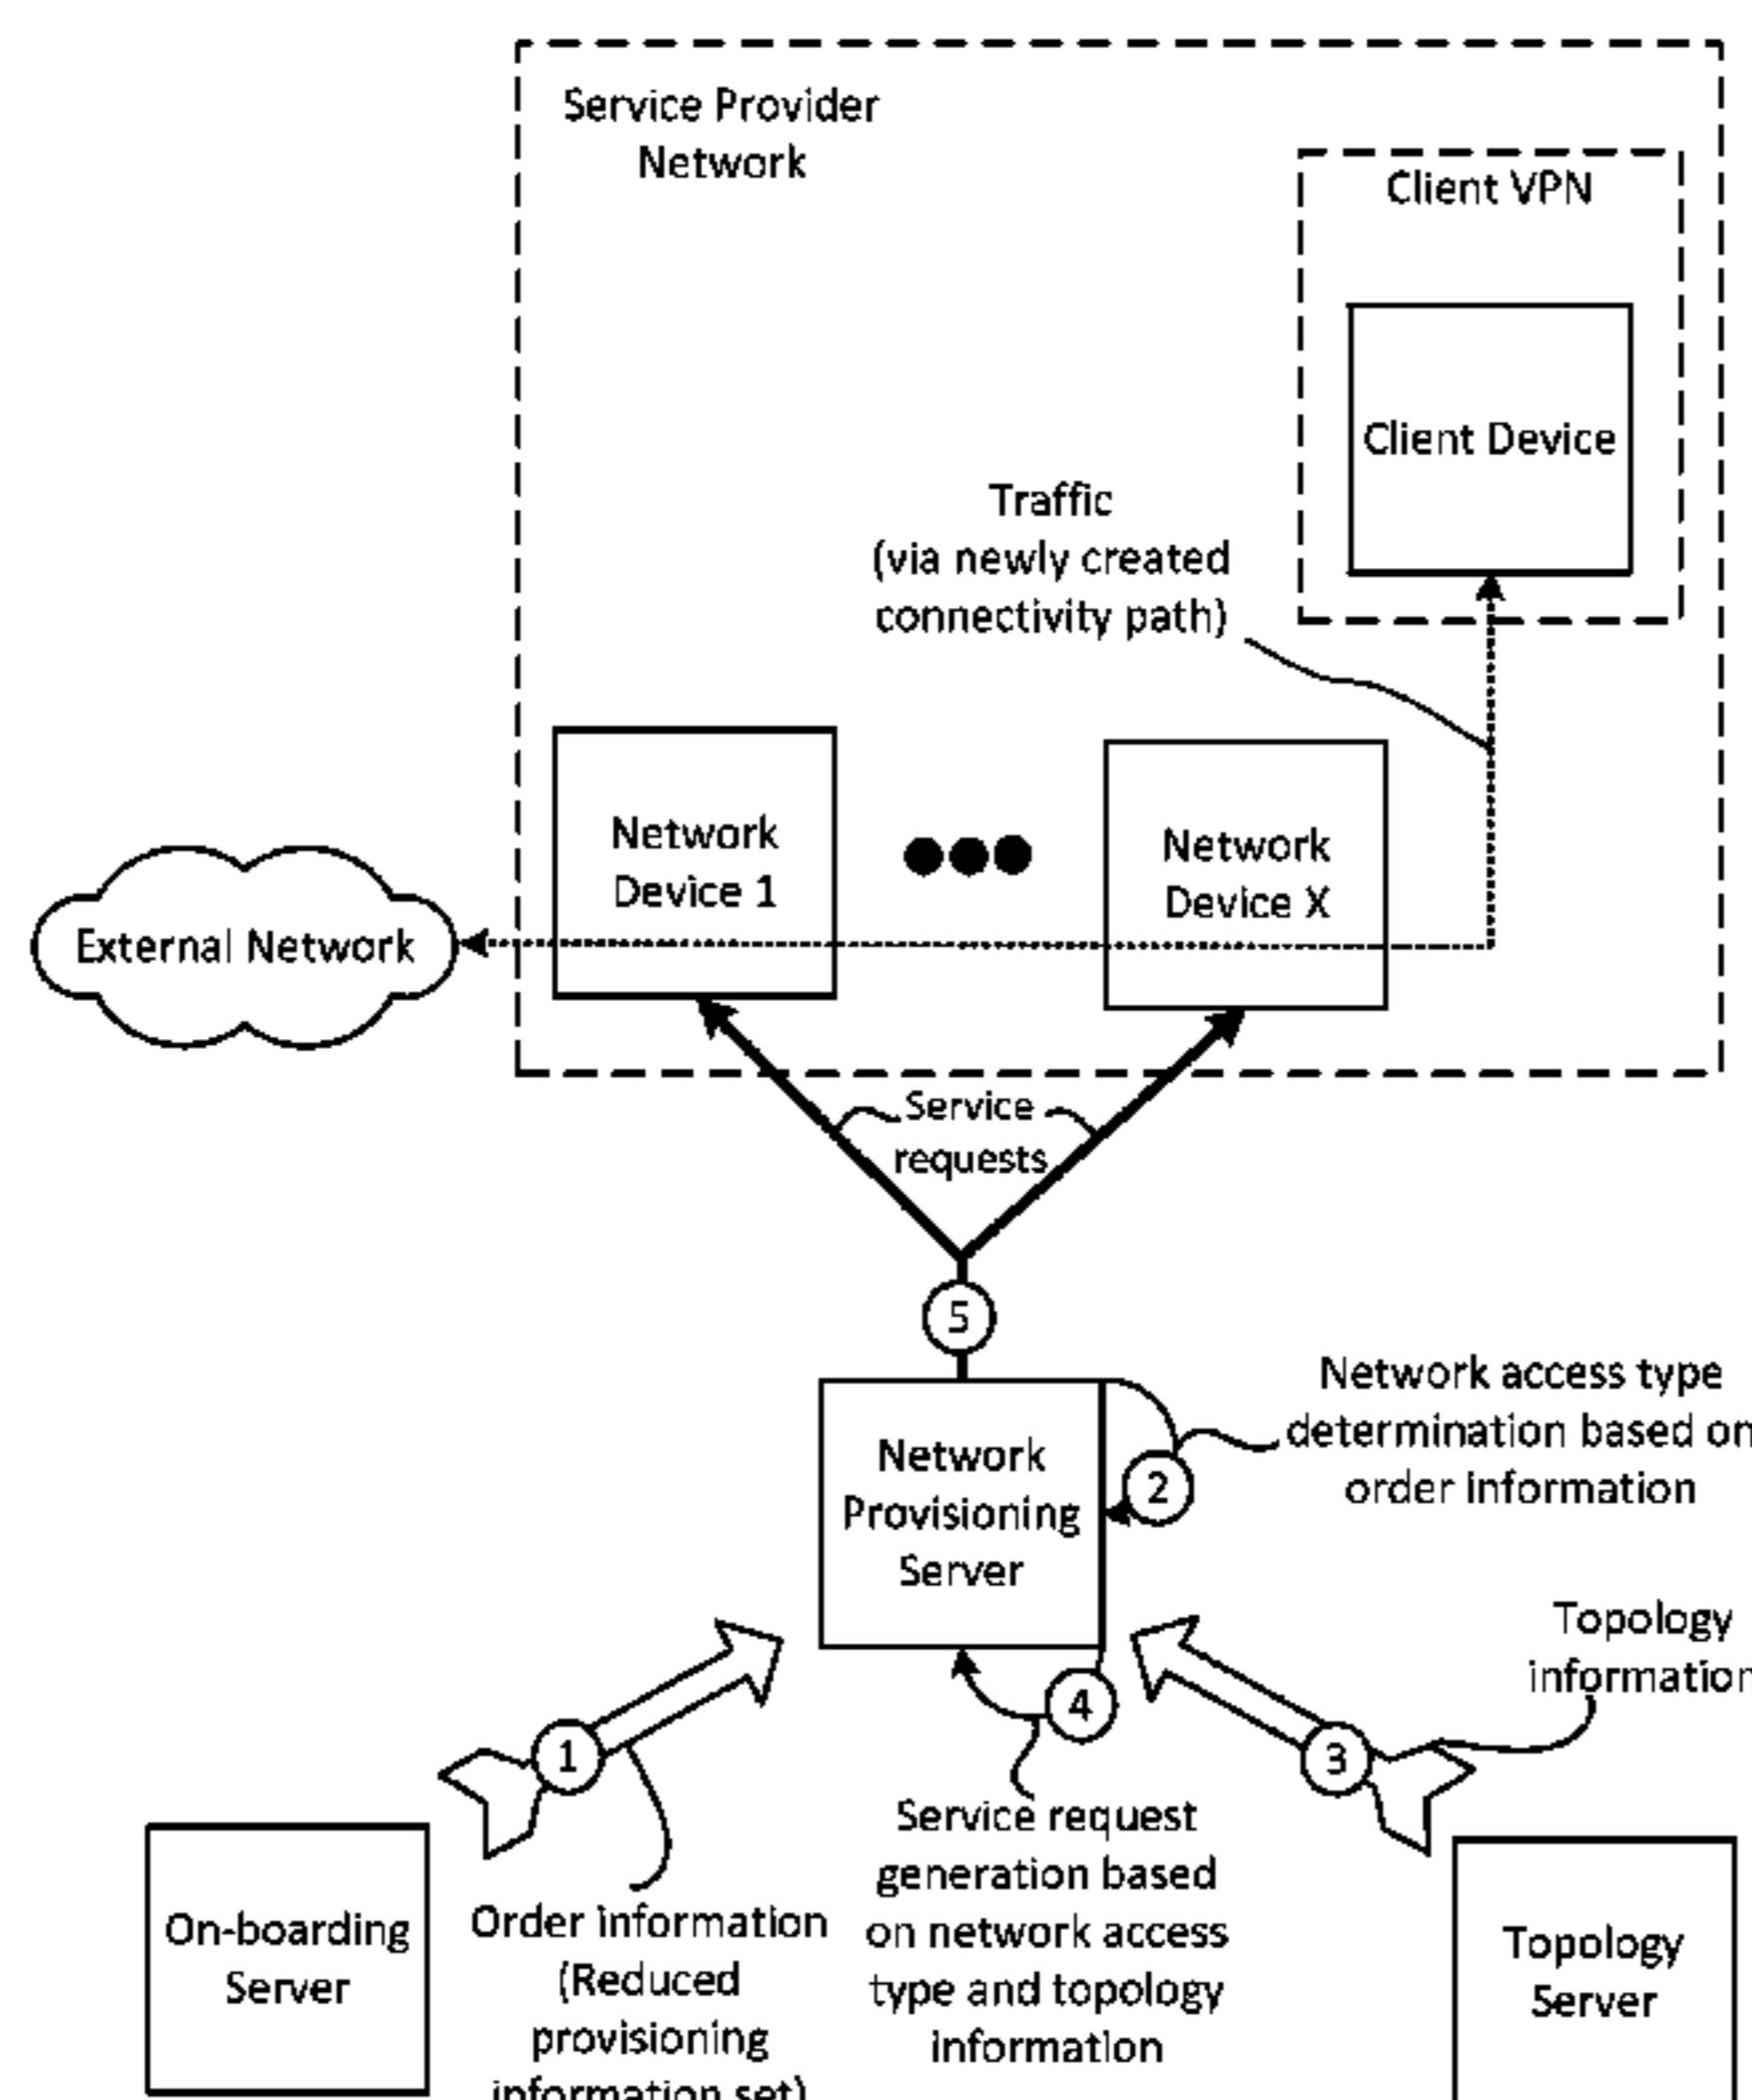 Service Provider
Network
Client VPN
Client Device
Traffic
(via newly created
connectivity path)
Network
Device 1
Network
Device X
External Network
Service
requests
5
Network access type
determination based on
order Information
2
Network
Provisioning
Server
Topology
information
4
1
3
Service request
generation based
on network access
type and topology
Information
On-boarding
Server
Order Information
(Reduced
provisioning
information set)
Topology
Server